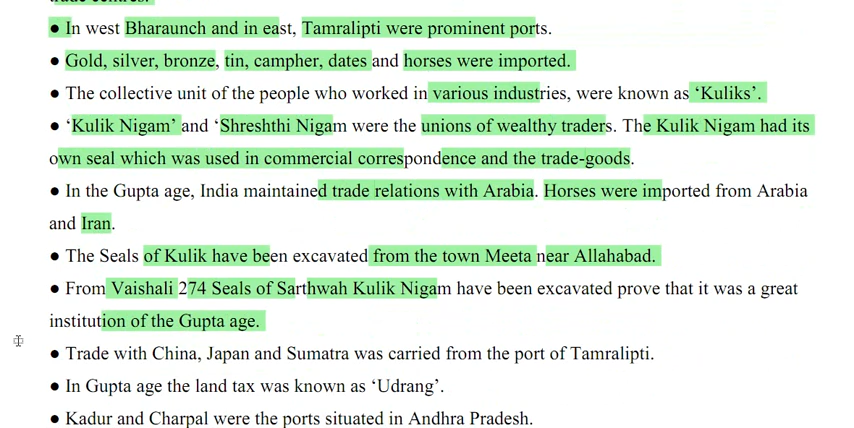 trade centres.
● In west Bharaunch and in east, Tamralipti were prominent ports.
● Gold, silver, bronze, tin, campher, dates and horses were imported.
● The collective unit of the people who worked in various industries, were known as ‘Kuliks’.
● ‘Kulik Nigam’ and ‘Shreshthi Nigam were the unions of wealthy traders. The Kulik Nigam had its
own seal which was used in commercial correspondence and the trade-goods.
● In the Gupta age, India maintained trade relations with Arabia. Horses were imported from Arabia
and Iran.
● The Seals of Kulik have been excavated from the town Meeta near Allahabad.
● From Vaishali 274 Seals of Sarthwah Kulik Nigam have been excavated prove that it was a great
institution of the Gupta age.
● Trade with China, Japan and Sumatra was carried from the port of Tamralipti.
● In Gupta age the land tax was known as ‘Udrang’.
● Kadur and Charpal were the ports situated in Andhra Pradesh.